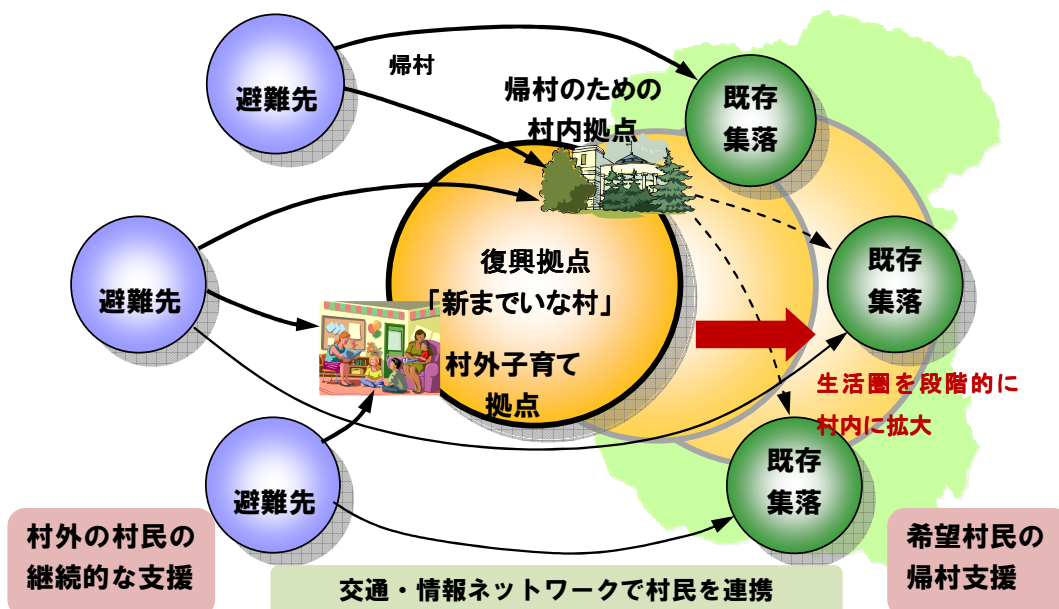 避難先
帰村
帰村のための
村内拠点
既存
集落
避難先
復興拠点
「新までいな村」
既存
集落
村外子育て
拠点
生活圏を段階的に
村内に拡大
避難先
既存
集落
村外の村民の
継続的な支援
希望村民の
帰村支援
交通・情報ネットワークで村民を連携